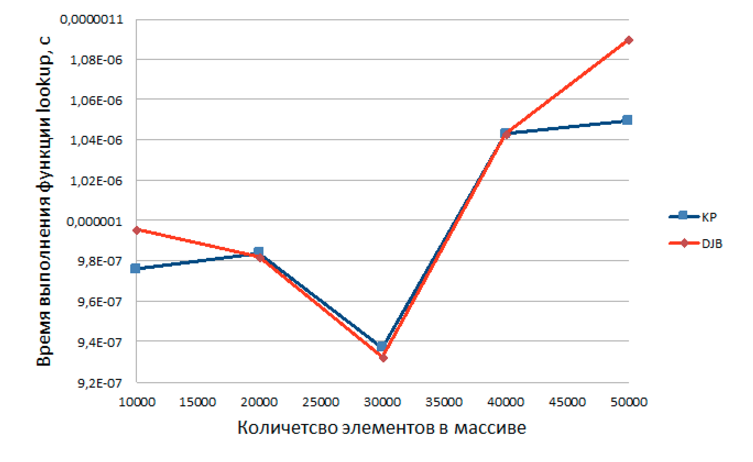 Время выполнения функции lookup, с
0,0000011
1,08E-06
1,06E-06
1,04E-06
1,02E-06
0,000001
9,8E-07
9,6E-07
9,4E-07
9,2E-07
10000 15000 20000 25000 30000 35000 40000 45000 50000
Количетсво элементов в массиве
KP
DJB